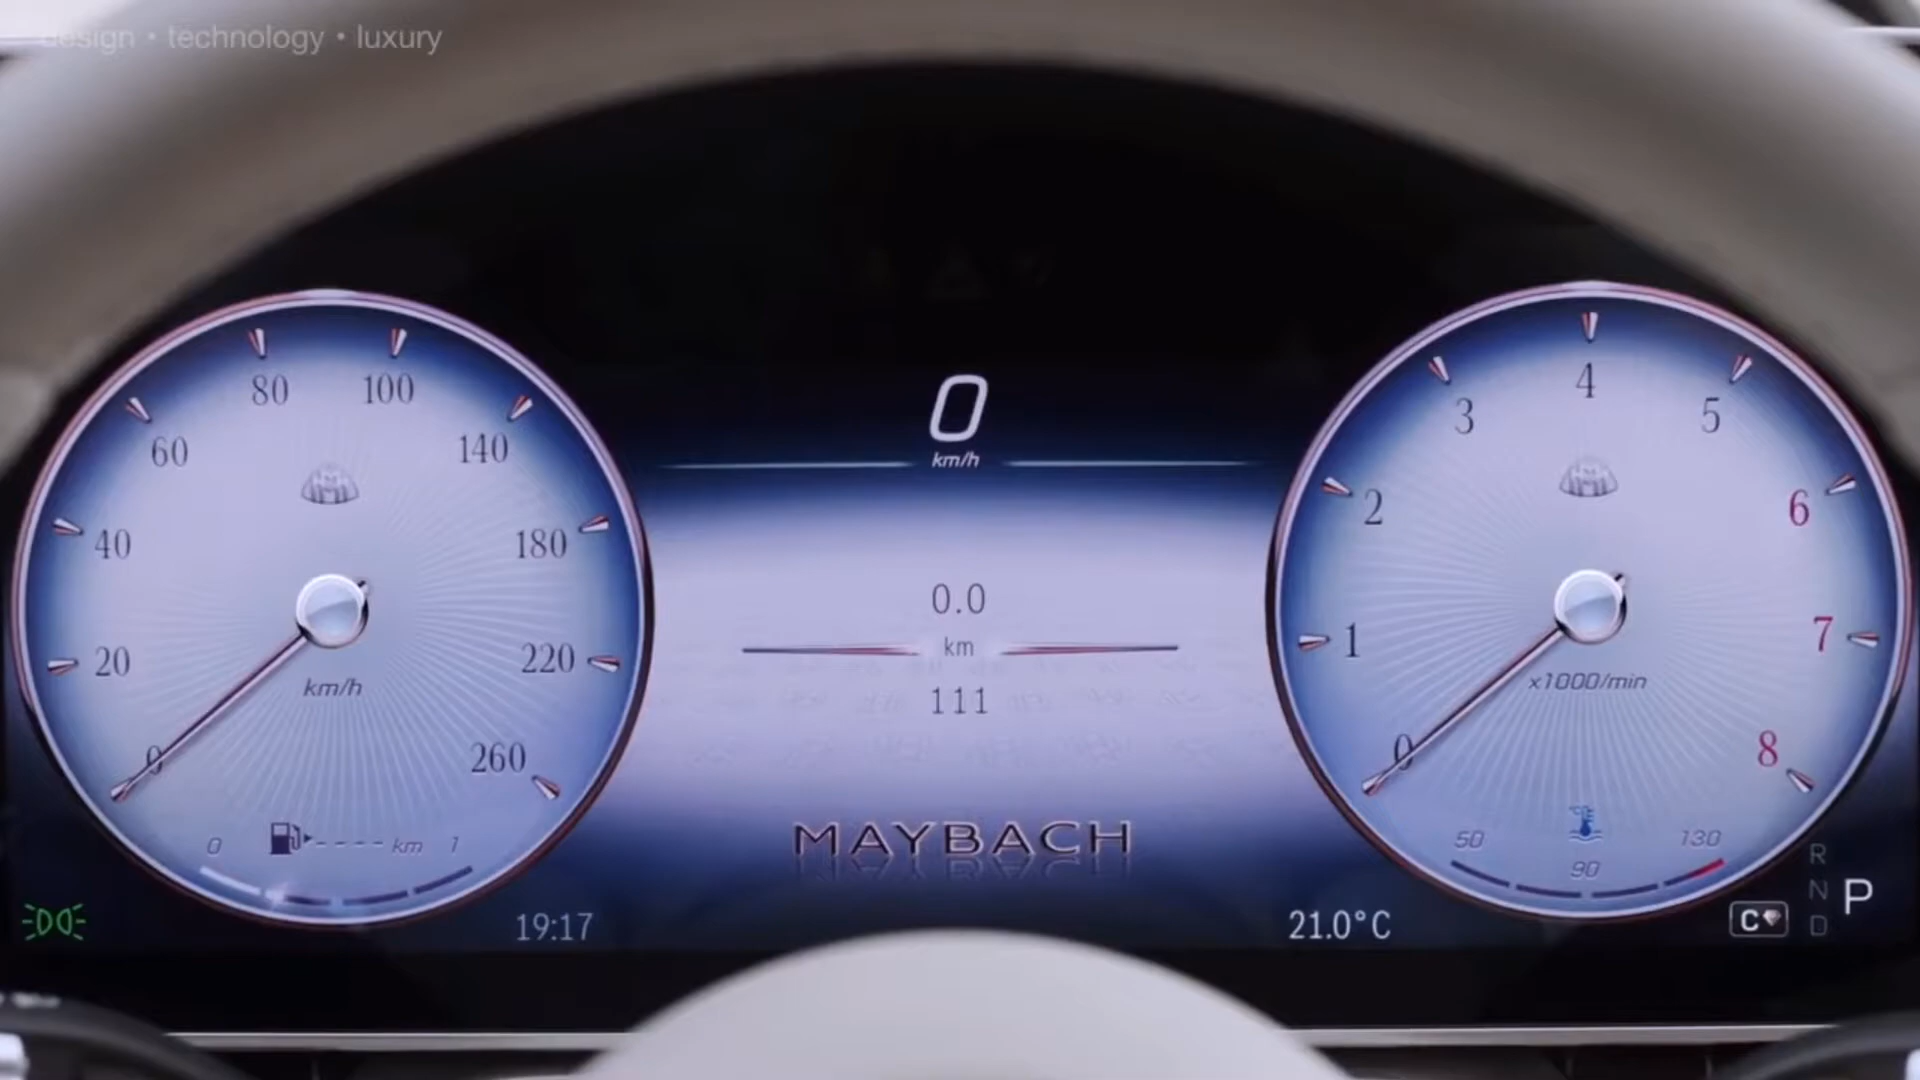 design • technology • luxury
80 100
60 140
40 180
20 220
0 260
km/h
0 km 1
19:17
0
km/h
0.0
km
111
MAYBACH
4
3 5
2 6
1 7
0 8
x1000/min
50 130
90
°C
21.0°C
C
R
N
D
P